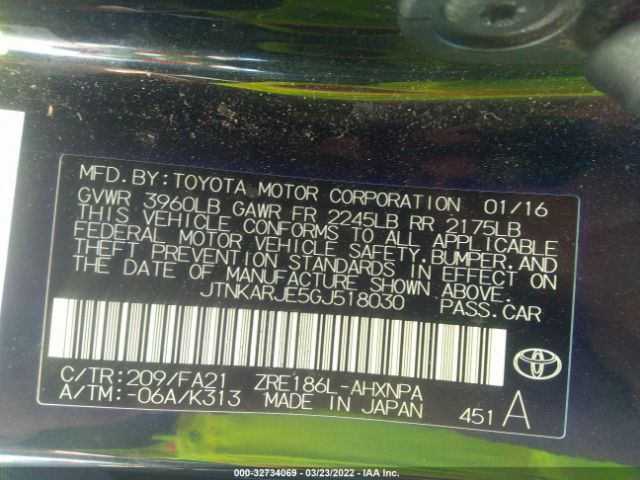 MFD. BY: TOYOTA MOTOR CORPORATION 01/16
GVWR 3960LB GAWR FR 2245LB RR 2175LB
THIS VEHICLE CONFORMS TO ALL APPLICABLE
FEDERAL MOTOR VEHICLE SAFETY, BUMPER, AND
THEFT PREVENTION STANDARDS IN EFFECT ON
THE DATE OF MANUFACTURE SHOWN ABOVE.
JTNKARJE5GJ518030 PASS. CAR
C/TR: 209/FA21 ZRE186L-AHXNPA
A/TM: -06A/K313 MADE IN JAPAN 451 A
000-32734069 - 03/23/2022 - IAA Inc.